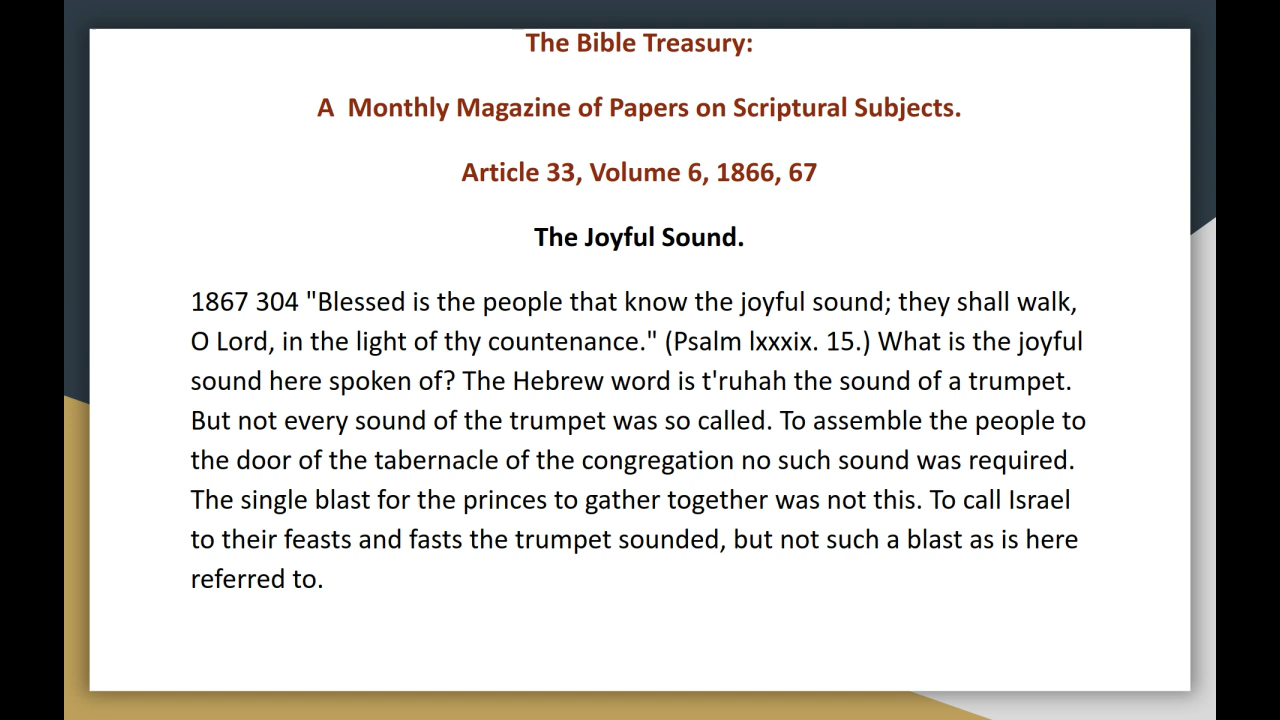 The Bible Treasury:
A  Monthly Magazine of Papers on Scriptural Subjects.
Article 33, Volume 6, 1866, 67
The Joyful Sound.
1867 304 "Blessed is the people that know the joyful sound; they shall walk,
O Lord, in the light of thy countenance." (Psalm lxxxix. 15.) What is the joyful
sound here spoken of? The Hebrew word is t'ruhah the sound of a trumpet.
But not every sound of the trumpet was so called. To assemble the people to
the door of the tabernacle of the congregation no such sound was required.
The single blast for the princes to gather together was not this. To call Israel
to their feasts and fasts the trumpet sounded, but not such a blast as is here
referred to.